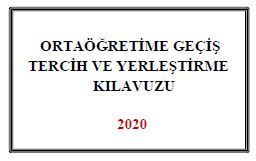 ORTAÖĞRETİME GEÇİŞ
TERCİH VE YERLEŞTİRME
KILAVUZU
2020